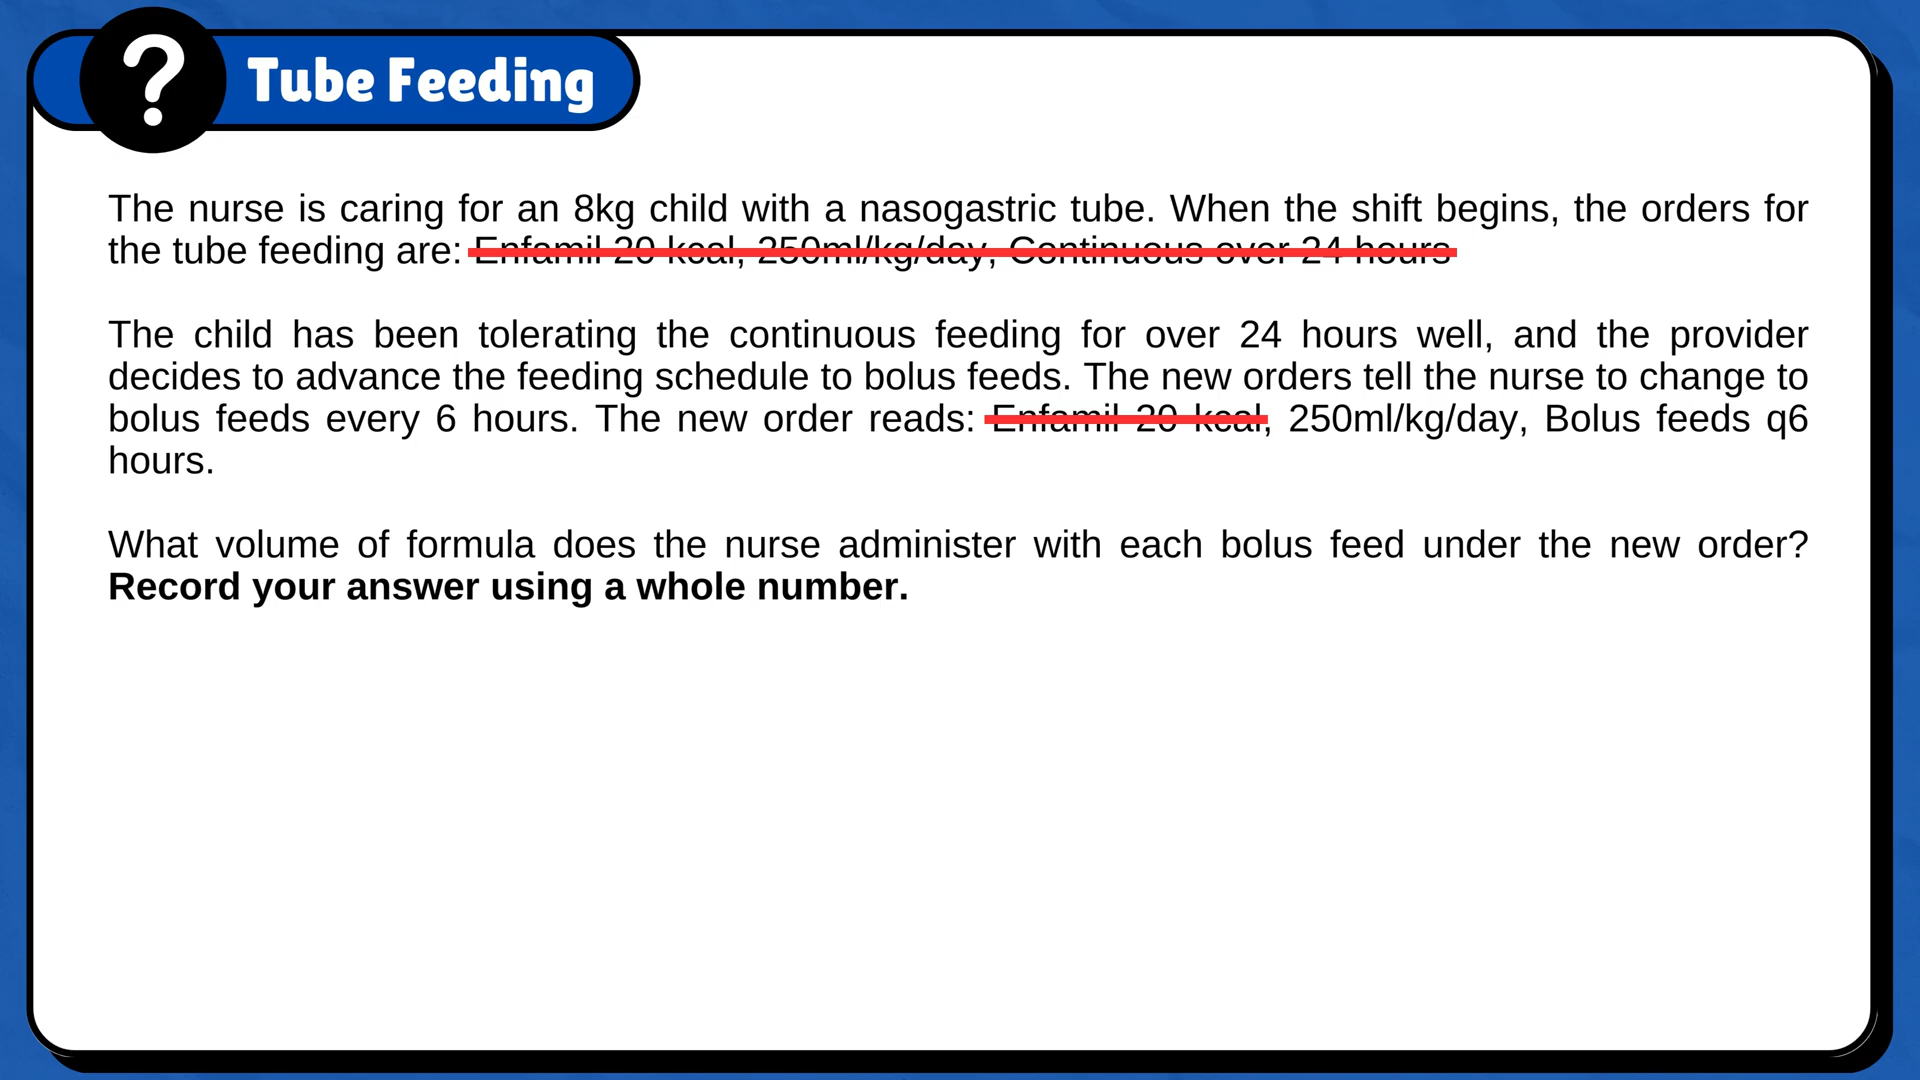 ?
Tube Feeding
The nurse is caring for an 8kg child with a nasogastric tube. When the shift begins, the orders for
the tube feeding are: Enfamil 20 kcal, 250ml/kg/day, Continuous over 24 hours
The child has been tolerating the continuous feeding for over 24 hours well, and the provider
decides to advance the feeding schedule to bolus feeds. The new orders tell the nurse to change to
bolus feeds every 6 hours. The new order reads: Enfamil 20 kcal, 250ml/kg/day, Bolus feeds q6
hours.
What volume of formula does the nurse administer with each bolus feed under the new order?
Record your answer using a whole number.